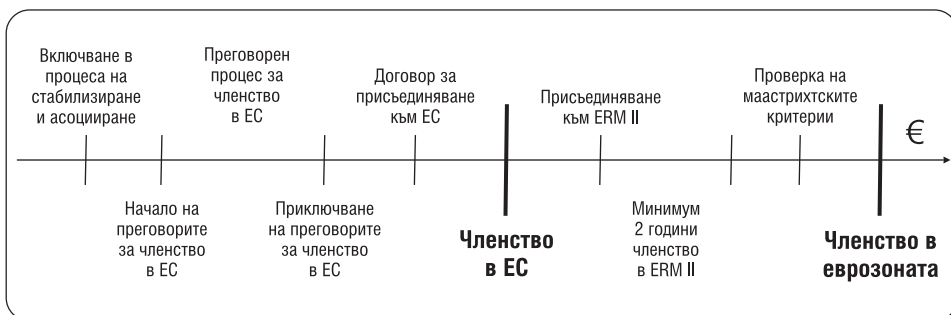 Включване в
процеса на
стабилизиране
и асоцииране
Преговорен
процес за
членство
в ЕС
Договор за
присъединяване
към ЕС
Присъединяване
към ERM II
Проверка на
маастрихтските
критерии
€
Начало на
преговорите
за членство
в ЕС
Приключване
на преговорите
за членство
в ЕС
Членство
в ЕС
Минимум
2 години
членство
в ERM II
Членство в
еврозоната